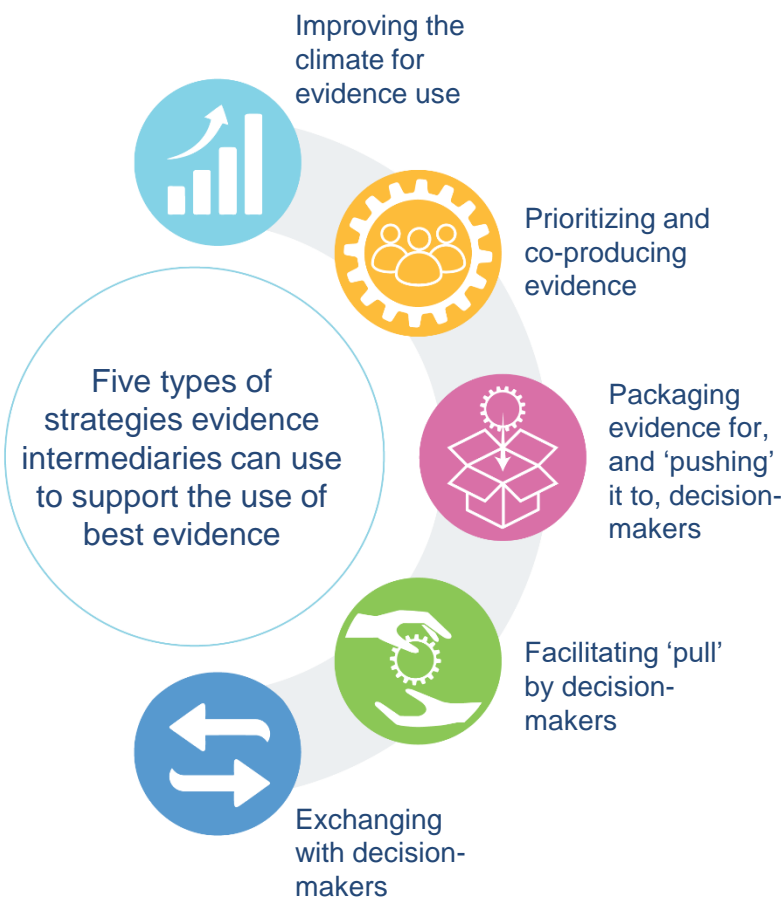 Improving the
climate for
evidence use
Prioritizing and
co-producing
evidence
Five types of
strategies evidence
intermediaries can use
to support the use of
best evidence
Packaging
evidence for,
and ‘pushing’
it to, decision-
makers
Facilitating ‘pull’
by decision-
makers
Exchanging
with decision-
makers